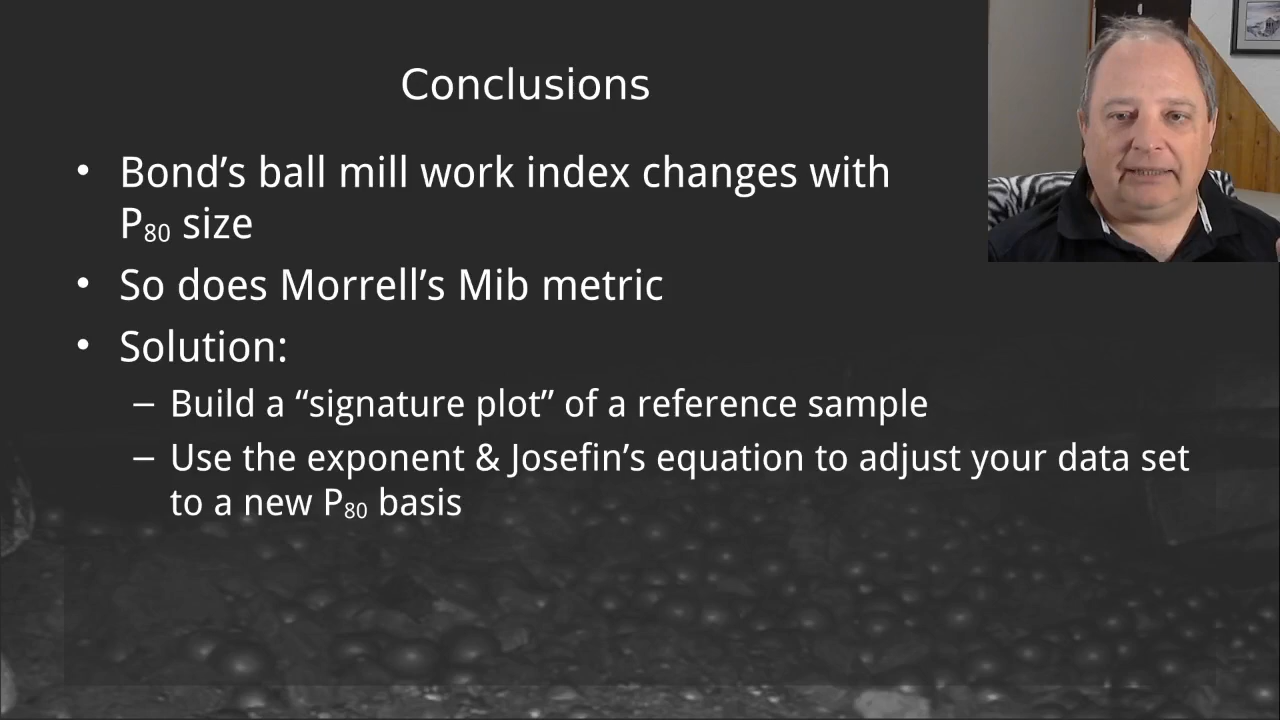 Conclusions
• Bond’s ball mill work index changes with
P80 size
• So does Morrell’s Mib metric
• Solution:
– Build a “signature plot” of a reference sample
– Use the exponent & Josefin’s equation to adjust your data set
to a new P80 basis